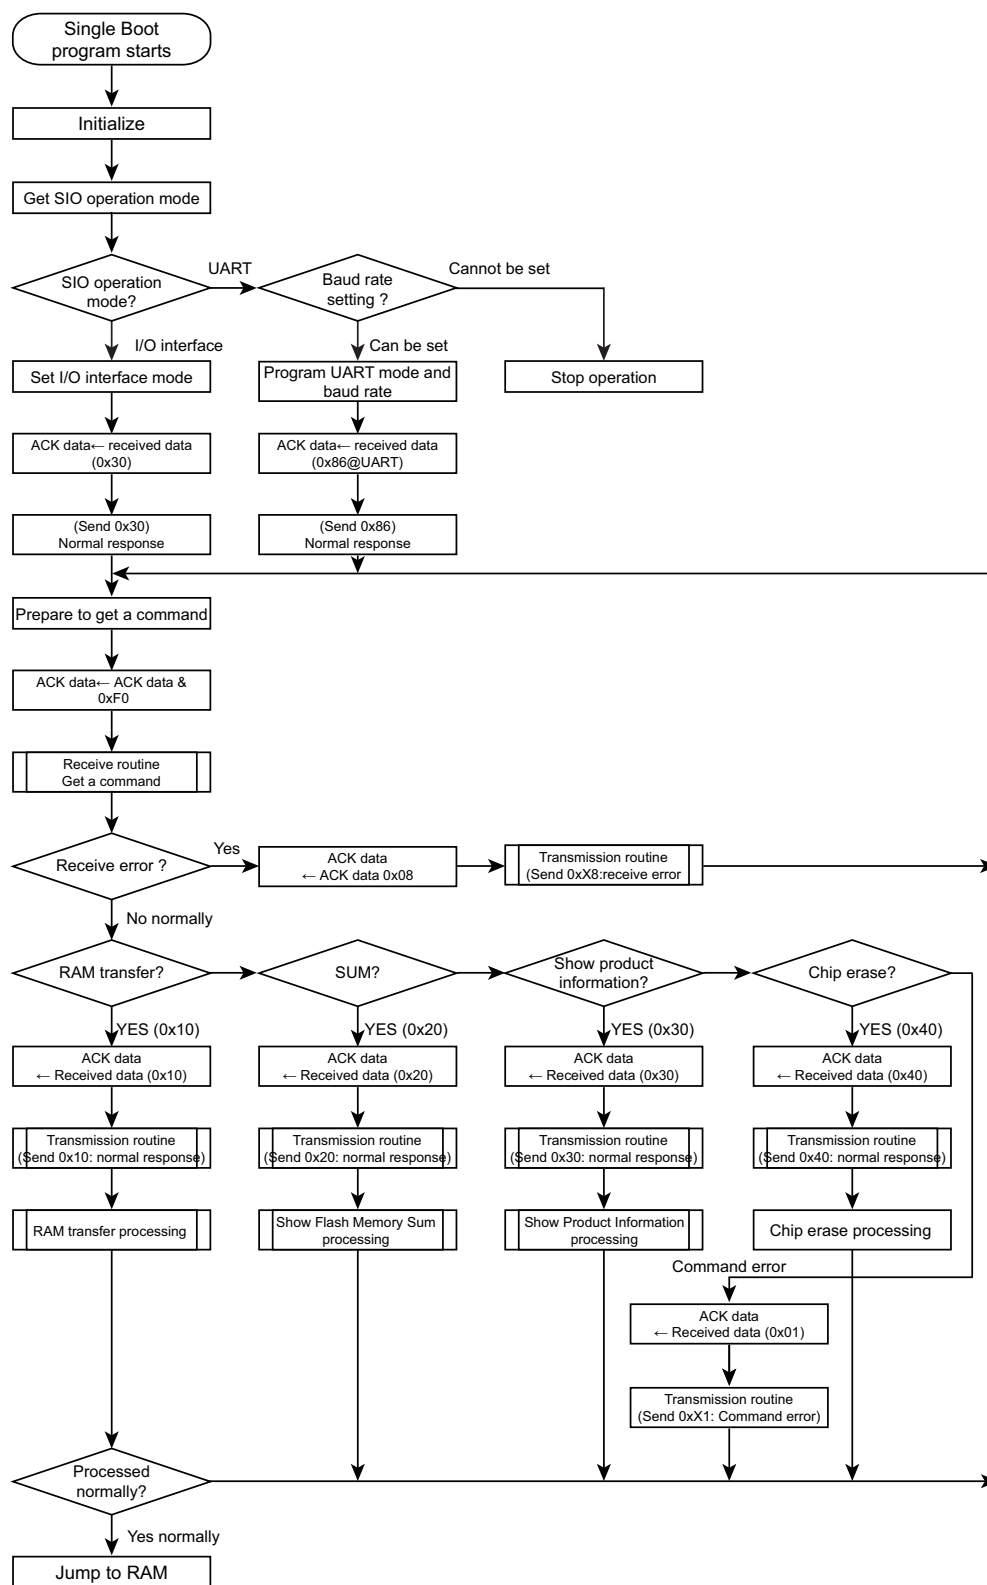 Single Boot
program starts
Initialize
Get SIO operation mode
SIO operation
mode?
UART
Baud rate
setting ?
Cannot be set
I/O interface
Can be set
Set I/O interface mode
Program UART mode and
baud rate
Stop operation
ACK data← received data
(0x30)
ACK data← received data
(0x86@UART)
(Send 0x30)
Normal response
(Send 0x86)
Normal response
Prepare to get a command
ACK data← ACK data &
0xF0
Receive routine
Get a command
Receive error ?
Yes
ACK data
← ACK data 0x08
Transmission routine
(Send 0xX8:receive error
No normally
RAM transfer?
SUM?
Show product
information?
Chip erase?
YES (0x10)
YES (0x20)
YES (0x30)
YES (0x40)
ACK data
← Received data (0x10)
ACK data
← Received data (0x20)
ACK data
← Received data (0x30)
ACK data
← Received data (0x40)
Transmission routine
(Send 0x10: normal response)
Transmission routine
(Send 0x20: normal response)
Transmission routine
(Send 0x30: normal response)
Transmission routine
(Send 0x40: normal response)
RAM transfer processing
Show Flash Memory Sum
processing
Show Product Information
processing
Chip erase processing
Command error
ACK data
← Received data (0x01)
Transmission routine
(Send 0xX1: Command error)
Processed
normally?
Yes normally
Jump to RAM